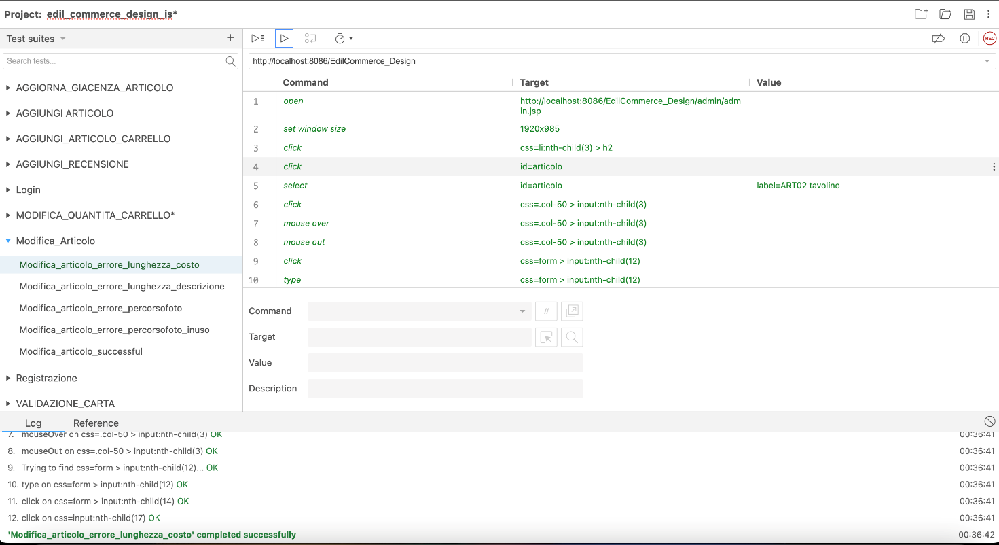 Project: edil_commerce_design_is*
Test suites
http://localhost:8086/EdilCommerce_Design
Search tests...
Command Target Value
AGGIORNA_GIACENZA_ARTICOLO
AGGIUNGI ARTICOLO
AGGIUNGI_ARTICOLO_CARRELLO
AGGIUNGI_RECENSIONE
Login
MODIFICA_QUANTITA_CARRELLO*
Modifica_Articolo
Modifica_articolo_errore_lunghezza_costo
Modifica_articolo_errore_lunghezza_descrizione
Modifica_articolo_errore_percorsofoto
Modifica_articolo_errore_percorsofoto_inuso
Modifica_articolo_successful
Registrazione
VALIDAZIONE_CARTA
1 open http://localhost:8086/EdilCommerce_Design/admin/adm
in.jsp
2 set window size 1920x985
3 click css=li:nth-child(3) > h2
4 click id=articolo
5 select id=articolo label=ART02 tavolino
6 click css=.col-50 > input:nth-child(3)
7 mouse over css=.col-50 > input:nth-child(3)
8 mouse out css=.col-50 > input:nth-child(3)
9 click css=form > input:nth-child(12)
10 type css=form > input:nth-child(12)
Command //
Target
Value
Description
REC
Log Reference
7. mouseOver on css=.col-50 > input:nth-child(3) OK 00:36:41
8. mouseOut on css=.col-50 > input:nth-child(3) OK 00:36:41
9. Trying to find css=form > input:nth-child(12)... OK 00:36:41
10. type on css=form > input:nth-child(12) OK 00:36:41
11. click on css=form > input:nth-child(14) OK 00:36:41
12. click on css=input:nth-child(17) OK 00:36:41
'Modifica_articolo_errore_lunghezza_costo' completed successfully 00:36:42